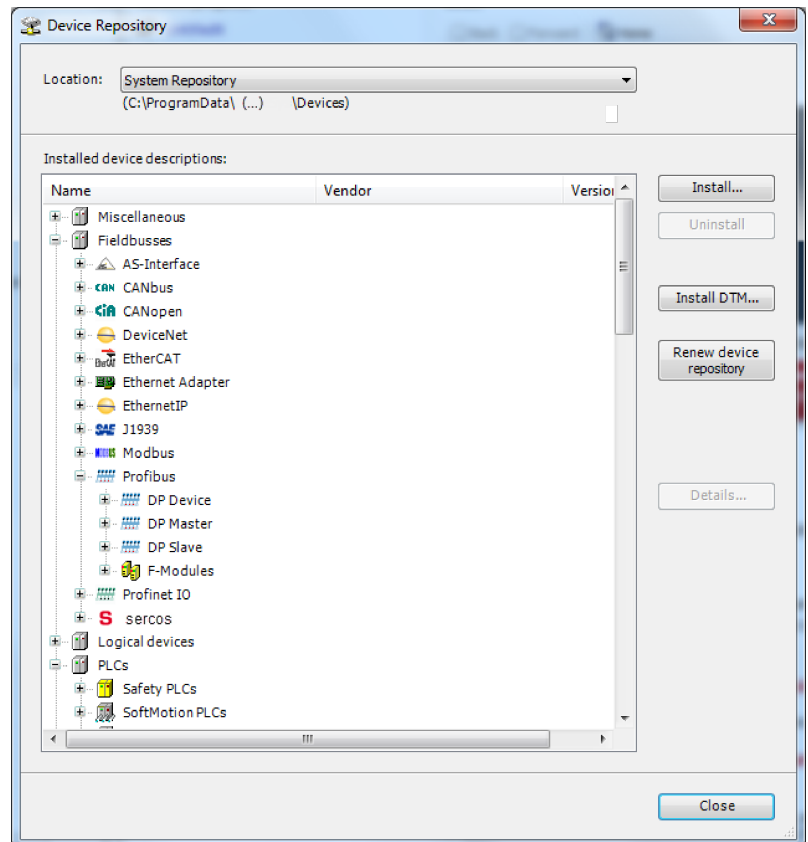 Device Repository
Location: System Repository
(C:\ProgramData\ (...) \Devices)
Installed device descriptions:
Name Vendor Version
Install...
Miscellaneous
Uninstall
Fieldbusses
AS-Interface
CAN CANbus
CiA CANopen
Install DTM...
DeviceNet
EtherCAT
Renew device
repository
Ethernet Adapter
EthernetIP
SAE J1939
Modbus
Profibus
DP Device
Details...
DP Master
DP Slave
F-Modules
Profinet IO
S sercos
Logical devices
PLCs
Safety PLCs
SoftMotion PLCs
Close